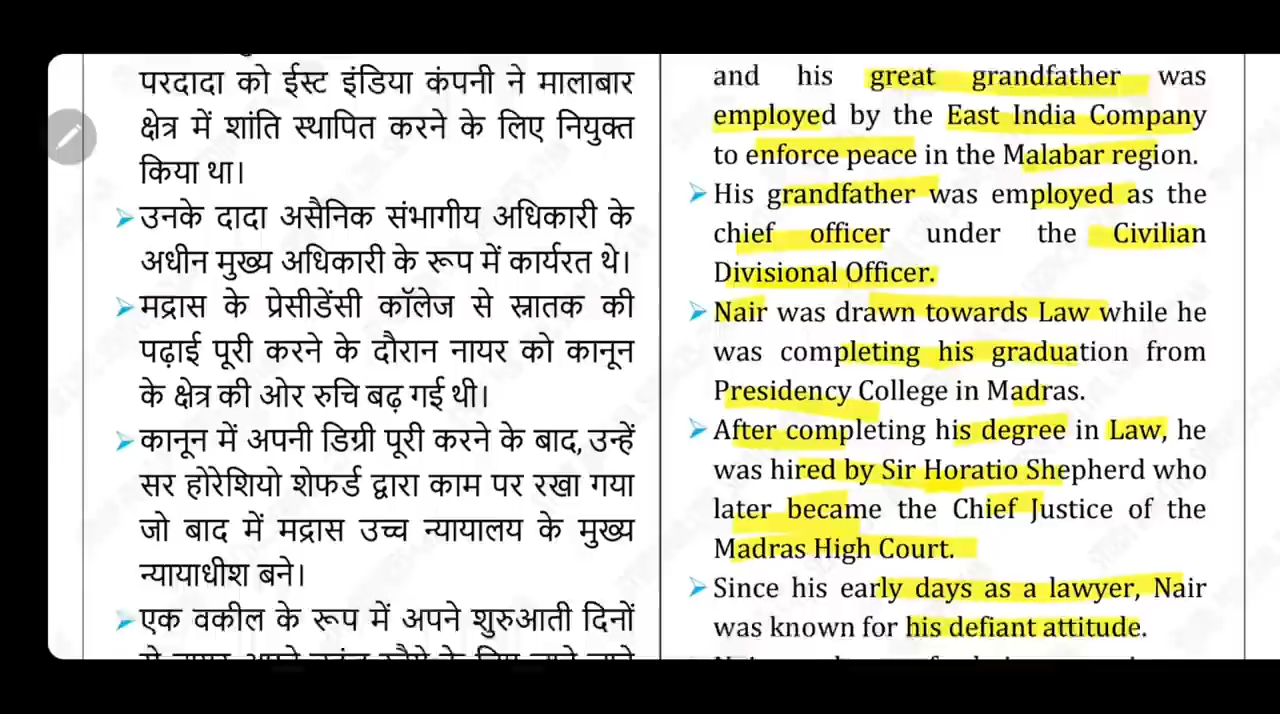 परदादा को ईस्ट इंडिया कंपनी ने मालाबार
क्षेत्र में शांति स्थापित करने के लिए नियुक्त
किया था।
उनके दादा असैनिक संभागीय अधिकारी के
अधीन मुख्य अधिकारी के रूप में कार्यरत थे।
मद्रास के प्रेसीडेंसी कॉलेज से स्नातक की
पढ़ाई पूरी करने के दौरान नायर को कानून
के क्षेत्र की ओर रुचि बढ़ गई थी।
कानून में अपनी डिग्री पूरी करने के बाद, उन्हें
सर होरेशियो शेफर्ड द्वारा काम पर रखा गया
जो बाद में मद्रास उच्च न्यायालय के मुख्य
न्यायाधीश बने।
एक वकील के रूप में अपने शुरुआती दिनों
and his great grandfather was
employed by the East India Company
to enforce peace in the Malabar region.
His grandfather was employed as the
chief officer under the Civilian
Divisional Officer.
Nair was drawn towards Law while he
was completing his graduation from
Presidency College in Madras.
After completing his degree in Law, he
was hired by Sir Horatio Shepherd who
later became the Chief Justice of the
Madras High Court.
Since his early days as a lawyer, Nair
was known for his defiant attitude.